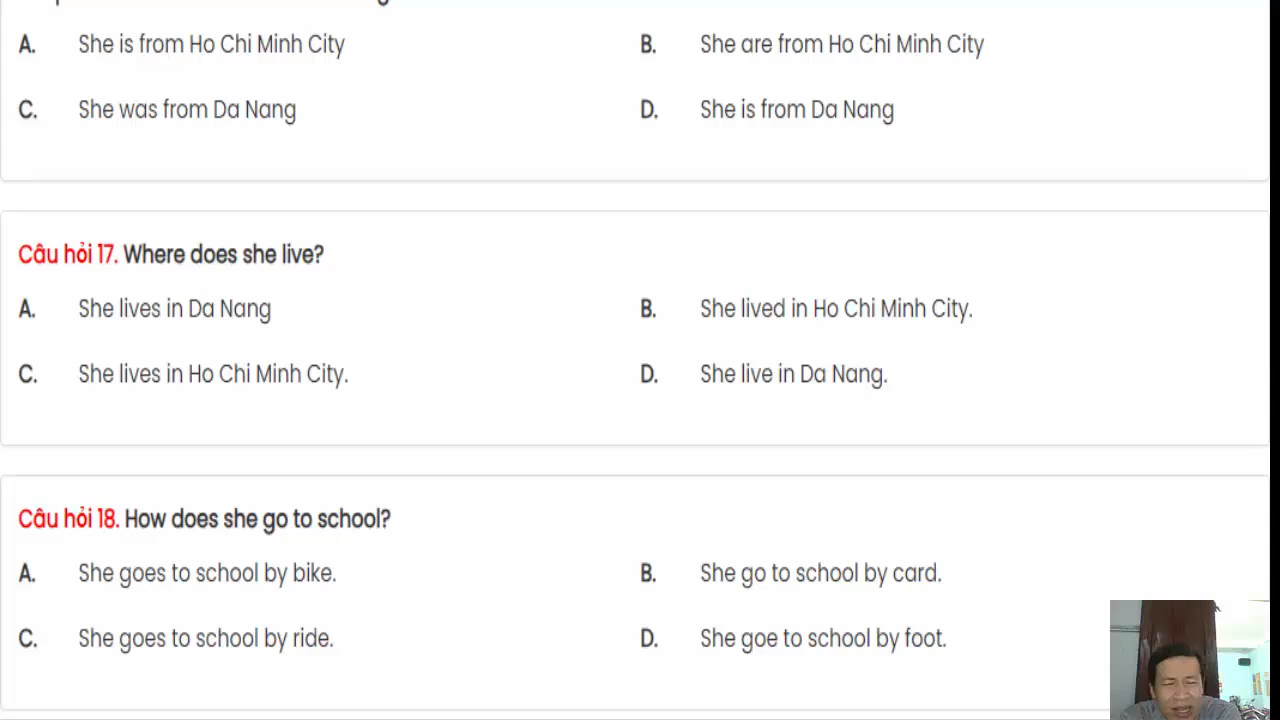 A. She is from Ho Chi Minh City
B. She are from Ho Chi Minh City
C. She was from Da Nang
D. She is from Da Nang
Câu hỏi 17. Where does she live?
A. She lives in Da Nang
B. She lived in Ho Chi Minh City.
C. She lives in Ho Chi Minh City.
D. She live in Da Nang.
Câu hỏi 18. How does she go to school?
A. She goes to school by bike.
B. She go to school by card.
C. She goes to school by ride.
D. She goe to school by foot.